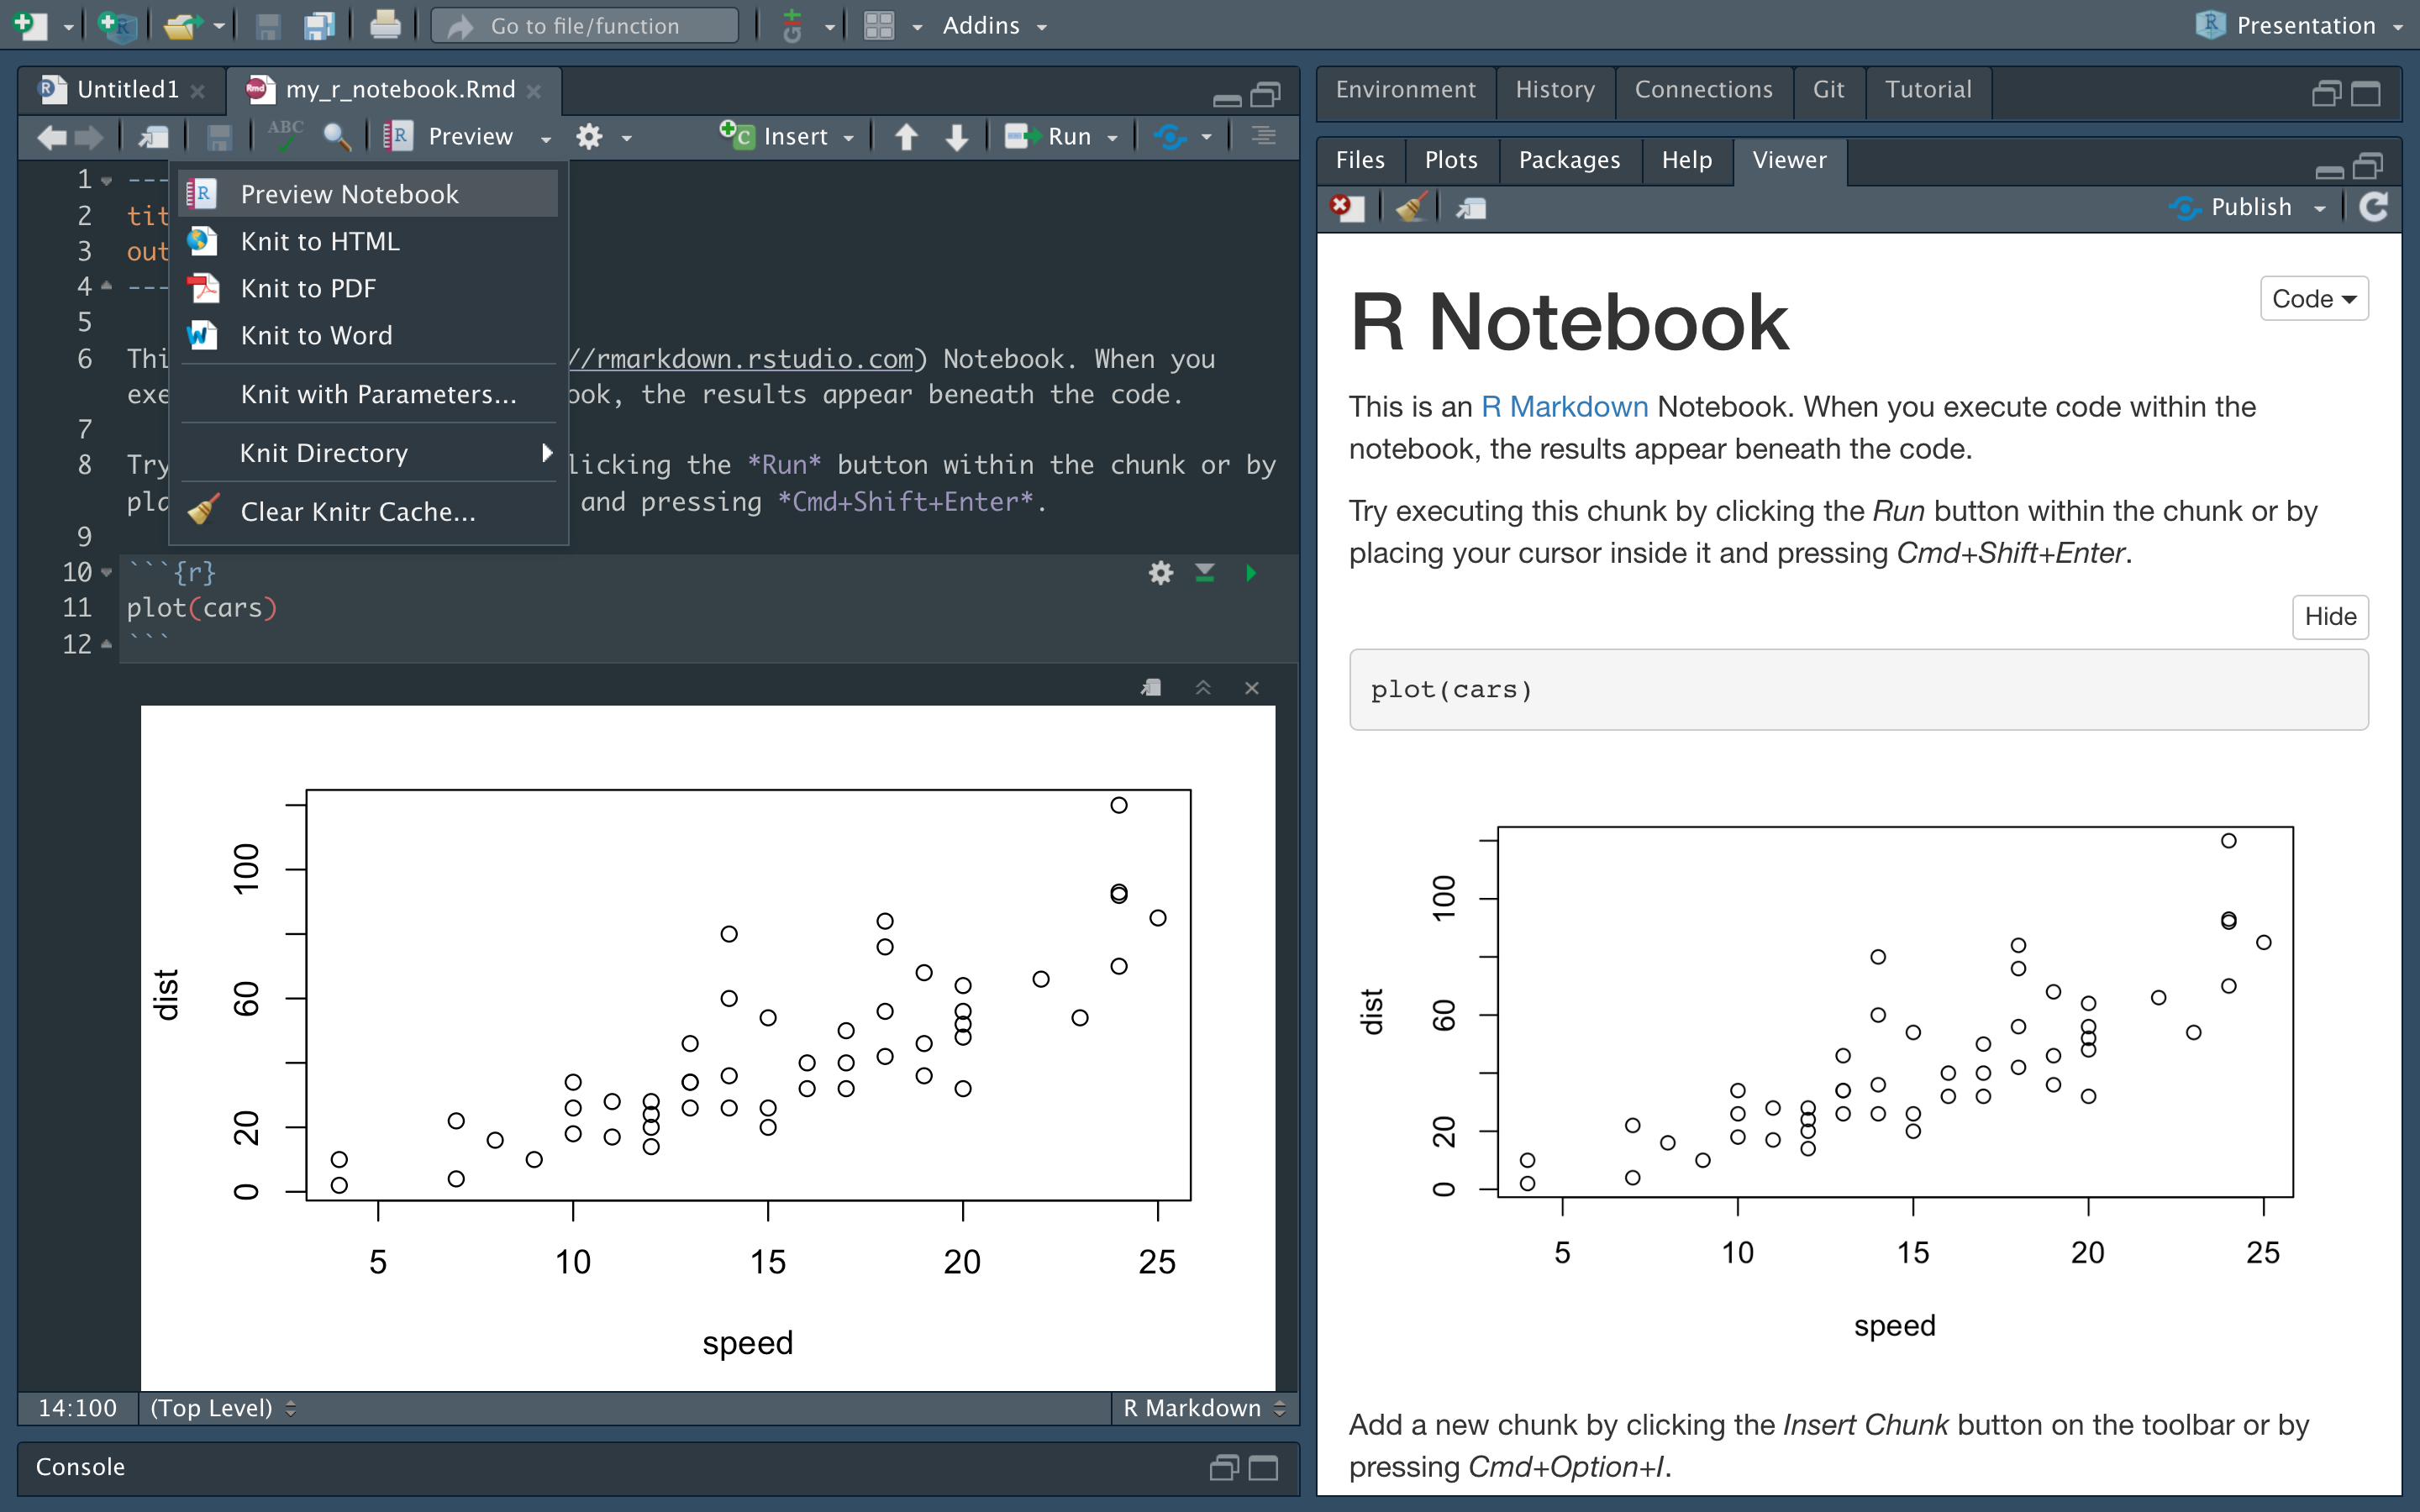 Go to file/function
Addins
Presentation
Untitled1
my_r_notebook.Rmd
ABC
Preview
Insert
Run
Preview Notebook
Knit to HTML
Knit to PDF
Knit to Word
Knit with Parameters...
Knit Directory
Clear Knitr Cache...
1 ---
2 tit
3 out
4 ---
5
6 Thi //rmarkdown.rstudio.com) Notebook. When you
exe ook, the results appear beneath the code.
7
8 Try licking the *Run* button within the chunk or by
pla and pressing *Cmd+Shift+Enter*.
9
10 ```{r}
11 plot(cars)
12 ```
dist
100
60
20
0
5 10 15 20 25
speed
14:100 (Top Level) R Markdown
Console
Environment History Connections Git Tutorial
Files Plots Packages Help Viewer
Publish
R Notebook
Code
This is an R Markdown Notebook. When you execute code within the
notebook, the results appear beneath the code.
Try executing this chunk by clicking the Run button within the chunk or by
placing your cursor inside it and pressing Cmd+Shift+Enter.
Hide
plot(cars)
dist
100
60
20
0
5 10 15 20 25
speed
Add a new chunk by clicking the Insert Chunk button on the toolbar or by
pressing Cmd+Option+I.